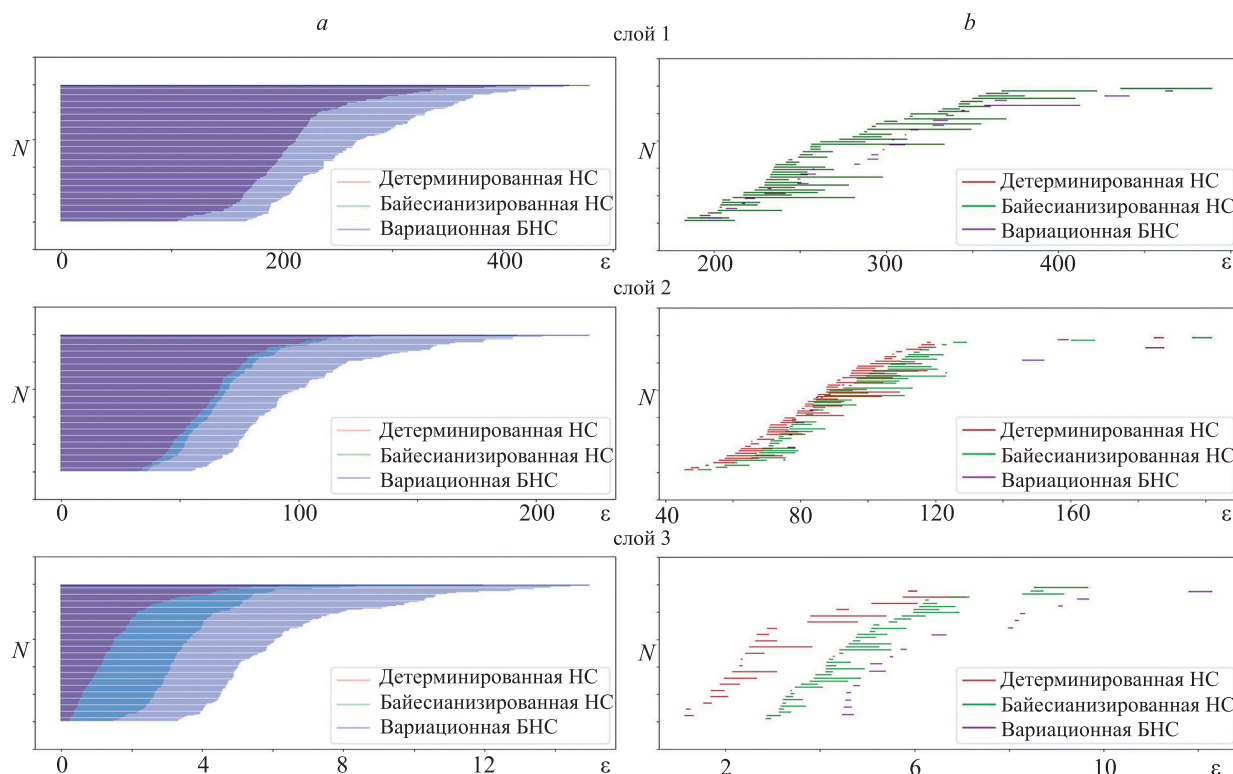 a
b
слой 1
N
Детерминированная НС
Байесианизированная НС
Вариационная БНС
0
200
400
ε
N
Детерминированная НС
Байесианизированная НС
Вариационная БНС
200
300
400
ε
слой 2
N
Детерминированная НС
Байесианизированная НС
Вариационная БНС
0
100
200
ε
N
Детерминированная НС
Байесианизированная НС
Вариационная БНС
40
80
120
160
ε
слой 3
N
Детерминированная НС
Байесианизированная НС
Вариационная БНС
0
4
8
12
ε
N
Детерминированная НС
Байесианизированная НС
Вариационная БНС
2
6
10
ε